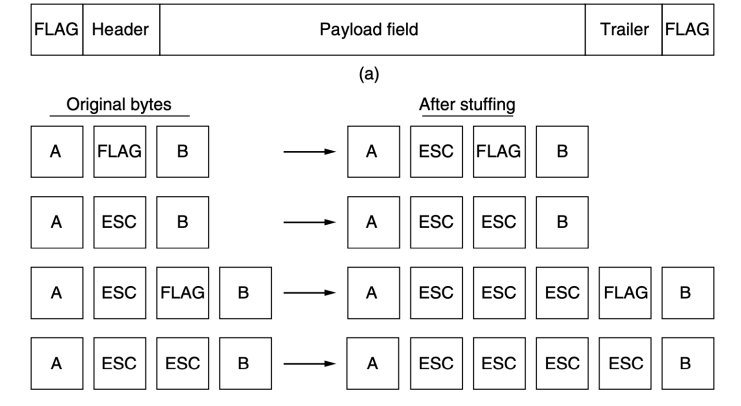 FLAG Header Payload field Trailer FLAG
(a)
Original bytes After stuffing
A FLAG B A ESC FLAG B
A ESC B A ESC ESC B
A ESC FLAG B A ESC ESC ESC FLAG B
A ESC ESC B A ESC ESC ESC ESC B